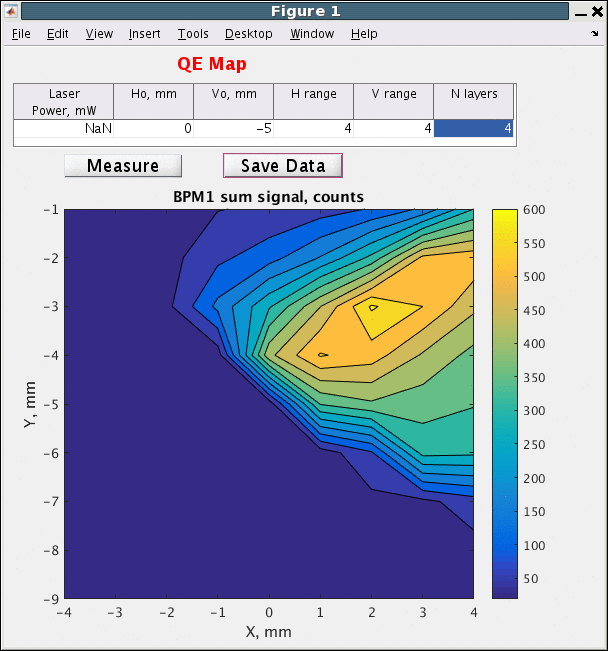 Figure 1
File Edit View Insert Tools Desktop Window Help
QE Map
Laser Power, mW Ho, mm Vo, mm H range V range N layers
NaN 0 −5 4 4 4
Measure Save Data
BPM1 sum signal, counts
-1
-2
-3
-4
-5
-6
-7
-8
-9
Y, mm
-4 -3 -2 -1 0 1 2 3 4
X, mm
600
550
500
450
400
350
300
250
200
150
100
50